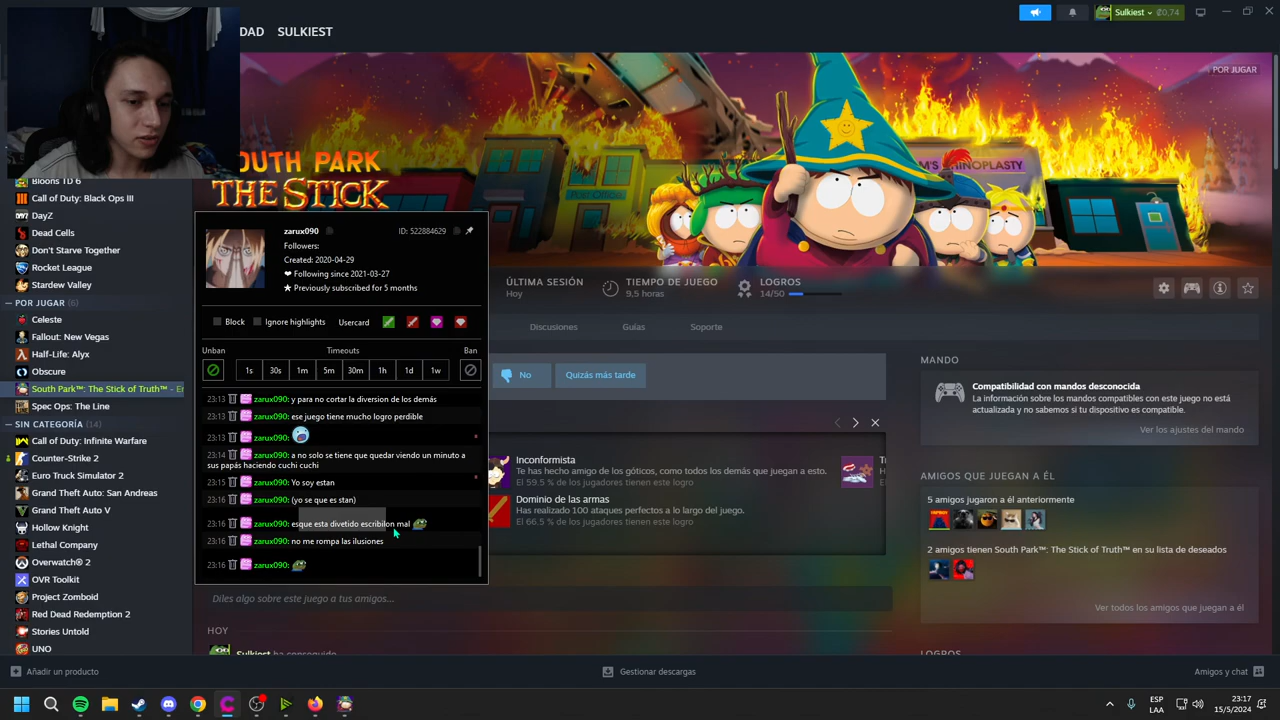 DAD SULKIEST
Sulkiest
₡0,74
POR JUGAR
SOUTH PARK
THE STICK
Post Office
Bloons TD 6
Call of Duty: Black Ops III
DayZ
Dead Cells
Don't Starve Together
Rocket League
Stardew Valley
POR JUGAR (6)
Celeste
Fallout: New Vegas
Half-Life: Alyx
Obscure
South Park™: The Stick of Truth™ - En
Spec Ops: The Line
SIN CATEGORÍA (14)
Call of Duty: Infinite Warfare
Counter-Strike 2
Euro Truck Simulator 2
Grand Theft Auto: San Andreas
Grand Theft Auto V
Hollow Knight
Lethal Company
Overwatch® 2
OVR Toolkit
Project Zomboid
Red Dead Redemption 2
Stories Untold
UNO
zarux090
ID: 522884629
Followers:
Created: 2020-04-29
❤ Following since 2021-03-27
★ Previously subscribed for 5 months
Block Ignore highlights Usercard
Unban Timeouts Ban
1s 30s 1m 5m 30m 1h 1d 1w
23:13 zarux090: y para no cortar la diversion de los demás
23:13 zarux090: ese juego tiene mucho logro perdible
23:13 zarux090:
23:14 zarux090: a no solo se tiene que quedar viendo un minuto a
sus papás haciendo cuchi cuchi
23:15 zarux090: Yo soy estan
23:16 zarux090: (yo se que es stan)
23:16 zarux090: esque esta divetido escribilon mal
23:16 zarux090: no me rompa las ilusiones
23:16 zarux090:
ÚLTIMA SESIÓN
Hoy
TIEMPO DE JUEGO
9,5 horas
LOGROS
14/50
Discusiones Guías Soporte
No Quizás más tarde
Inconformista
Te has hecho amigo de los góticos, como todos los demás que juegan a esto.
El 59.5 % de los jugadores tienen este logro
Dominio de las armas
Has realizado 100 ataques perfectos a lo largo del juego.
El 66.5 % de los jugadores tienen este logro
Diles algo sobre este juego a tus amigos...
HOY
Sulkiest ha conseguido
MANDO
Compatibilidad con mandos desconocida
La información sobre los mandos compatibles con este juego no está
actualizada y no sabemos si tu dispositivo es compatible.
Ver los ajustes del mando
AMIGOS QUE JUEGAN A ÉL
5 amigos jugaron a él anteriormente
2 amigos tienen South Park™: The Stick of Truth™ en su lista de deseados
Ver todos los amigos que juegan a él
LOGROS
Añadir un producto
Gestionar descargas
Amigos y chat
ESP
LAA
23:17
15/5/2024